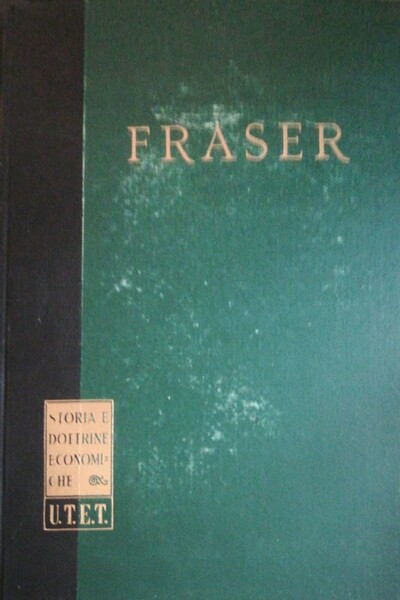 FRASER
STORIA E
DOTTRINE
ECONOMI=
CHE
U.T.E.T.